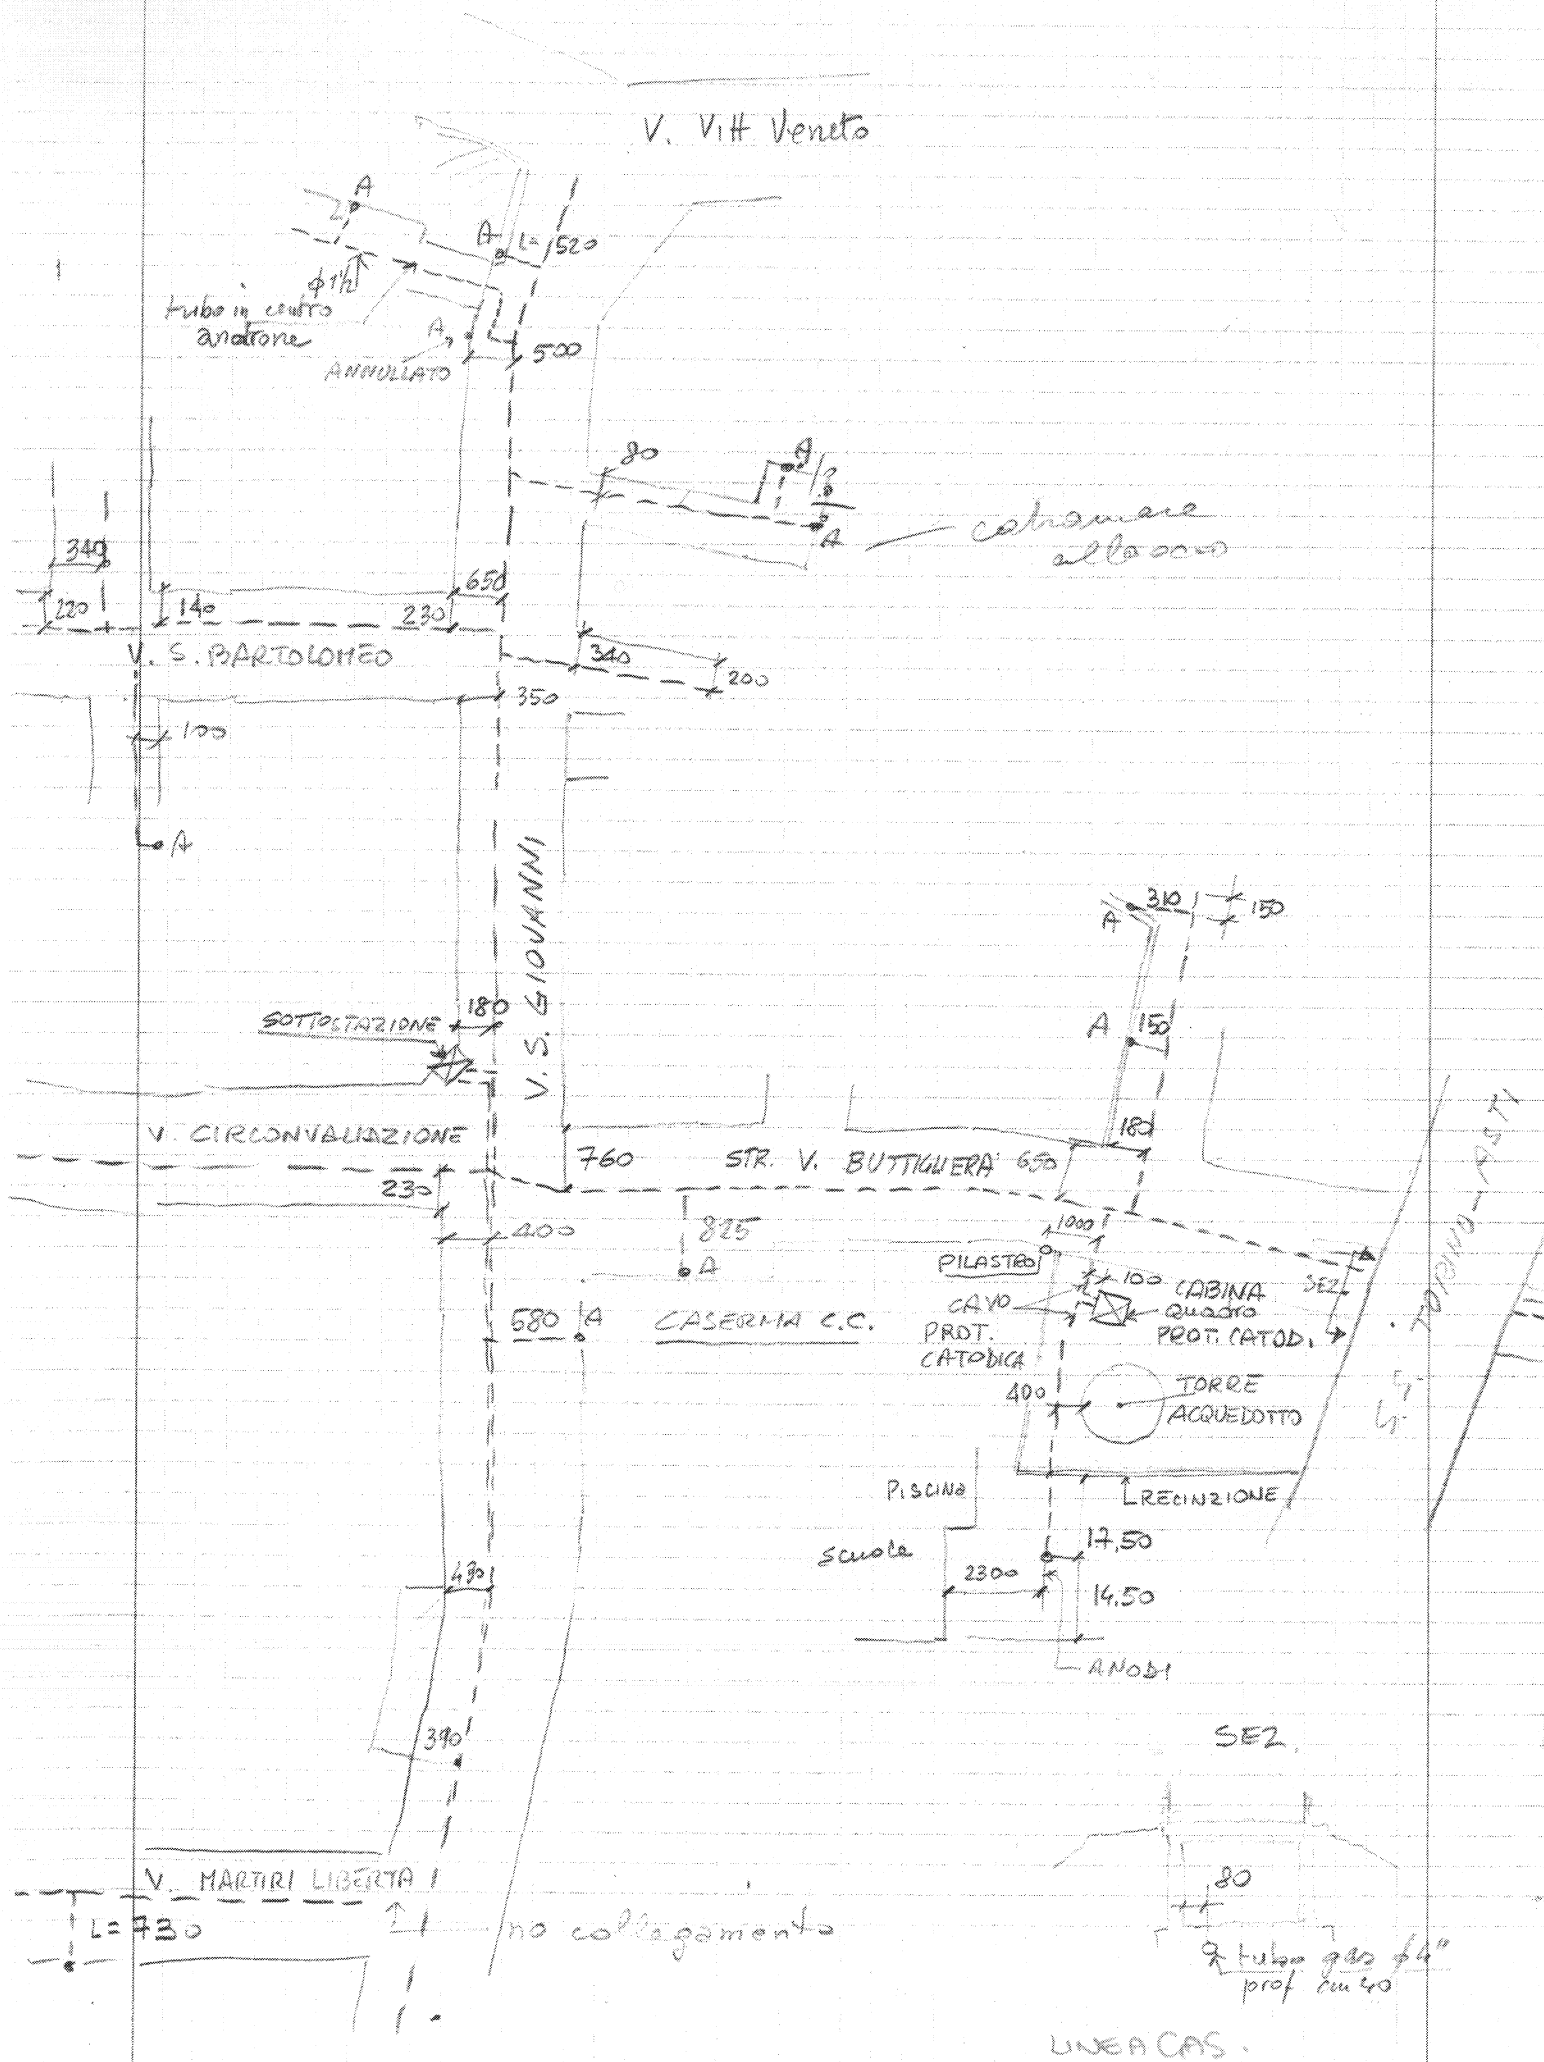 V. Vitt Veneto
A
A
L= 520
φ 1½
tubo in centro
androne
A
500
ANNULLATO
80
A
A
catramare
340
650
220
140
230
V. S. BARTOLOMEO
340
200
350
100
A
V. S. GIOVANNI
310
150
A
180
SOTTOSTAZIONE
A
150
V. CIRCONVALLAZIONE
180
760
STR. V. BUTTIGLIERA
650
230
TORINO - ASTI
400
825
1000
A
PILASTRO
SEZ.
100
CABINA
quadro
PROT. CATOD.
CAVO
PROT.
CATODICA
580
A
CASERMA C.C.
400
TORRE
ACQUEDOTTO
PISCINA
RECINZIONE
scuole
17,50
430
2300
14,50
ANODI
390
SEZ.
V. MARTIRI LIBERTA
80
L= 730
no collegamento
tubo gas φ 4"
prof cm 40
LINEA GAS.